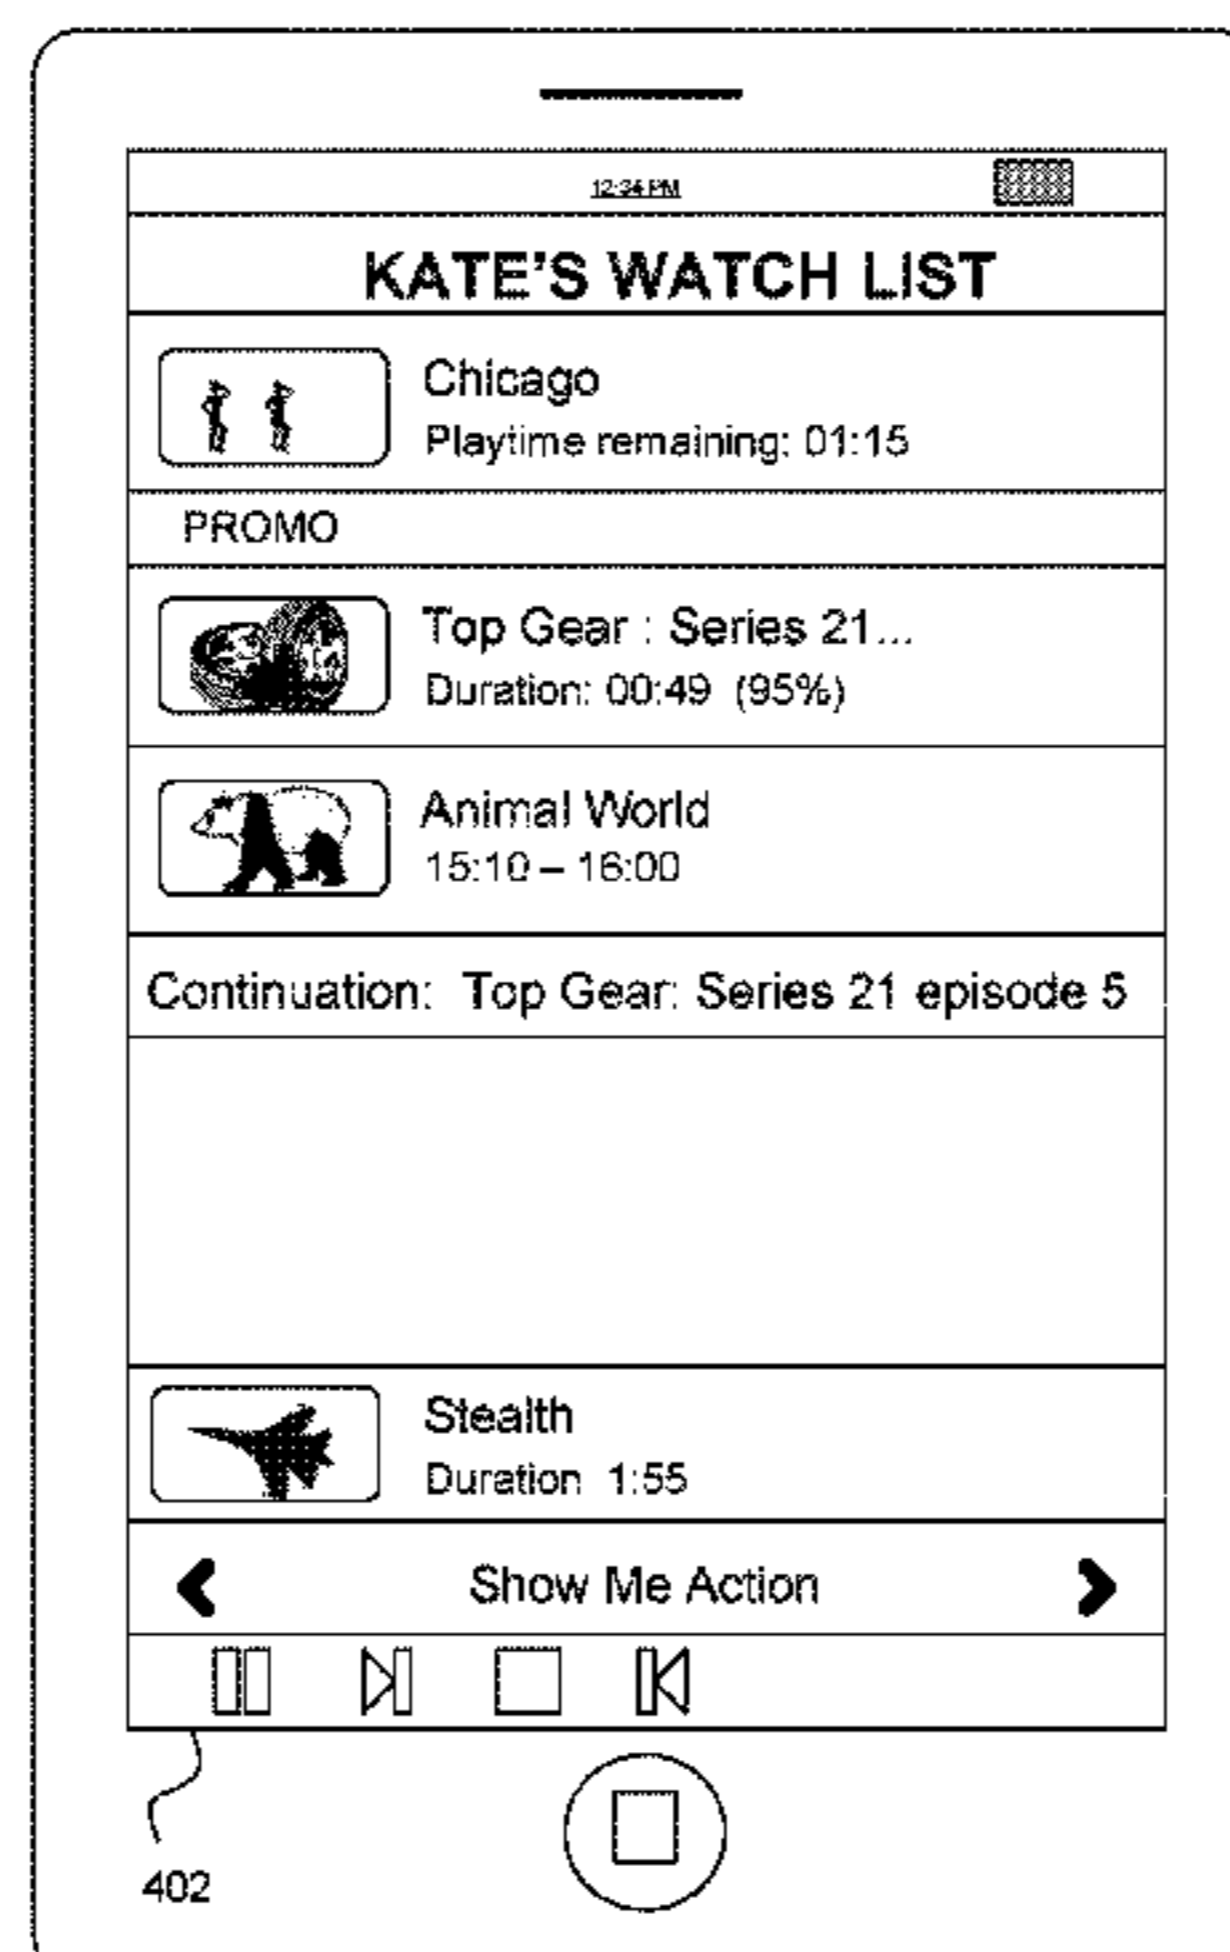 12:34 PM
KATE'S WATCH LIST
Chicago
Playtime remaining: 01:15
PROMO
Top Gear : Series 21...
Duration: 00:49 (95%)
Animal World
15:10 – 16:00
Continuation: Top Gear: Series 21 episode 5
Stealth
Duration 1:55
Show Me Action
402